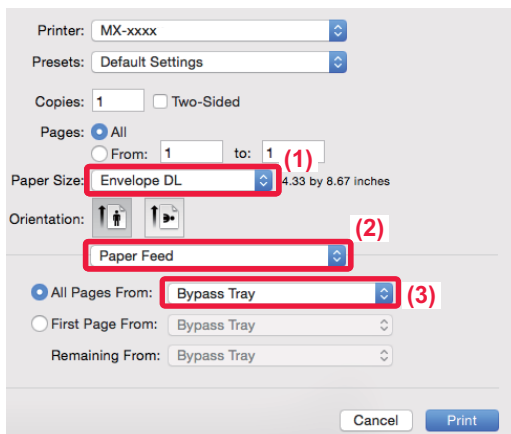 Printer: MX-xxxx
Presets: Default Settings
Copies: 1 Two-Sided
Pages: All
From: 1 to: 1
(1)
Paper Size: Envelope DL 4.33 by 8.67 inches
Orientation:
(2)
Paper Feed
All Pages From: Bypass Tray (3)
First Page From: Bypass Tray
Remaining From: Bypass Tray
Cancel Print